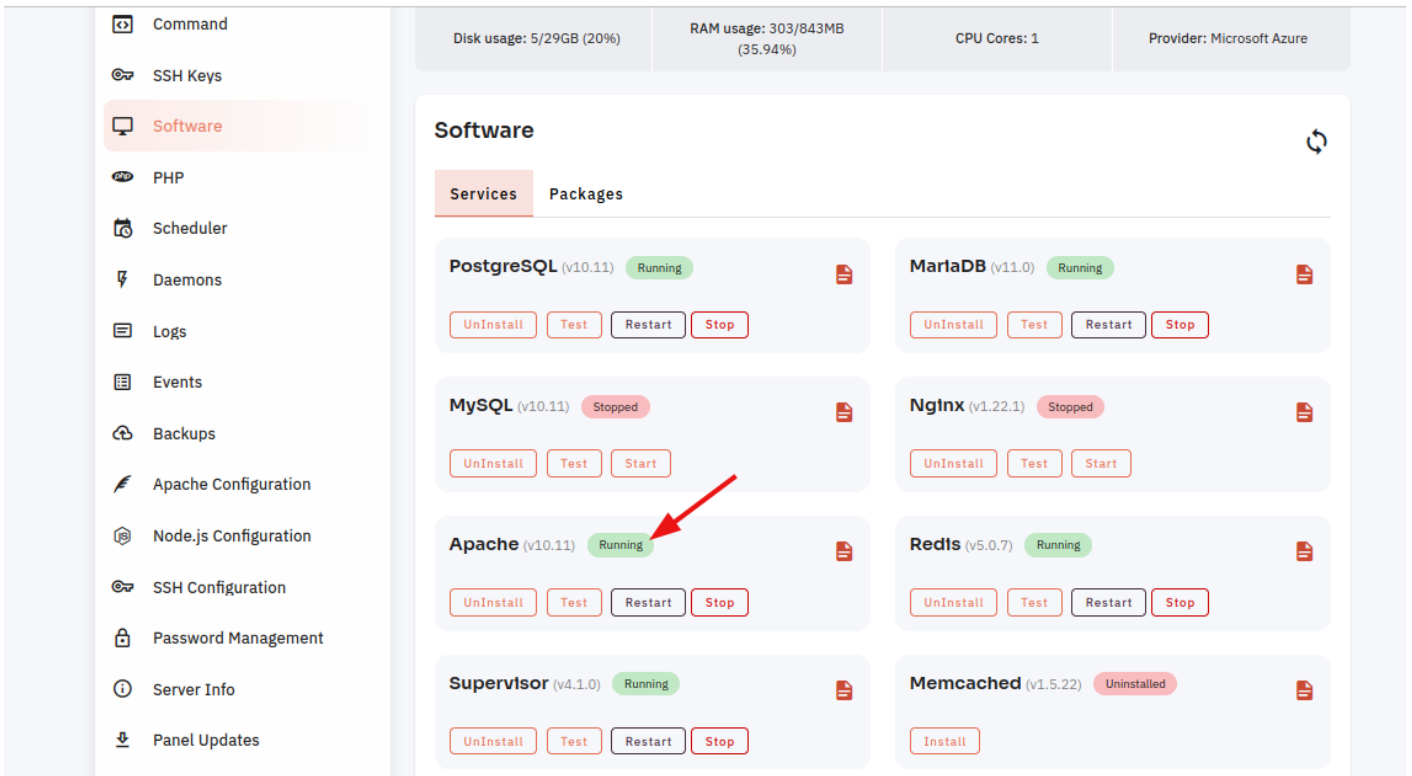 Command
SSH Keys
Software
php PHP
Scheduler
Daemons
Logs
Events
Backups
Apache Configuration
JS Node.js Configuration
SSH Configuration
Password Management
Server Info
Panel Updates
Disk usage: 5/29GB (20%)
RAM usage: 303/843MB
(35.94%)
CPU Cores: 1
Provider: Microsoft Azure
Software
Services Packages
PostgreSQL (v10.11) Running
UnInstall Test Restart Stop
MariaDB (v11.0) Running
UnInstall Test Restart Stop
MySQL (v10.11) Stopped
UnInstall Test Start
Nginx (v1.22.1) Stopped
UnInstall Test Start
Apache (v10.11) Running
UnInstall Test Restart Stop
Redis (v5.0.7) Running
UnInstall Test Restart Stop
Supervisor (v4.1.0) Running
UnInstall Test Restart Stop
Memcached (v1.5.22) Uninstalled
Install